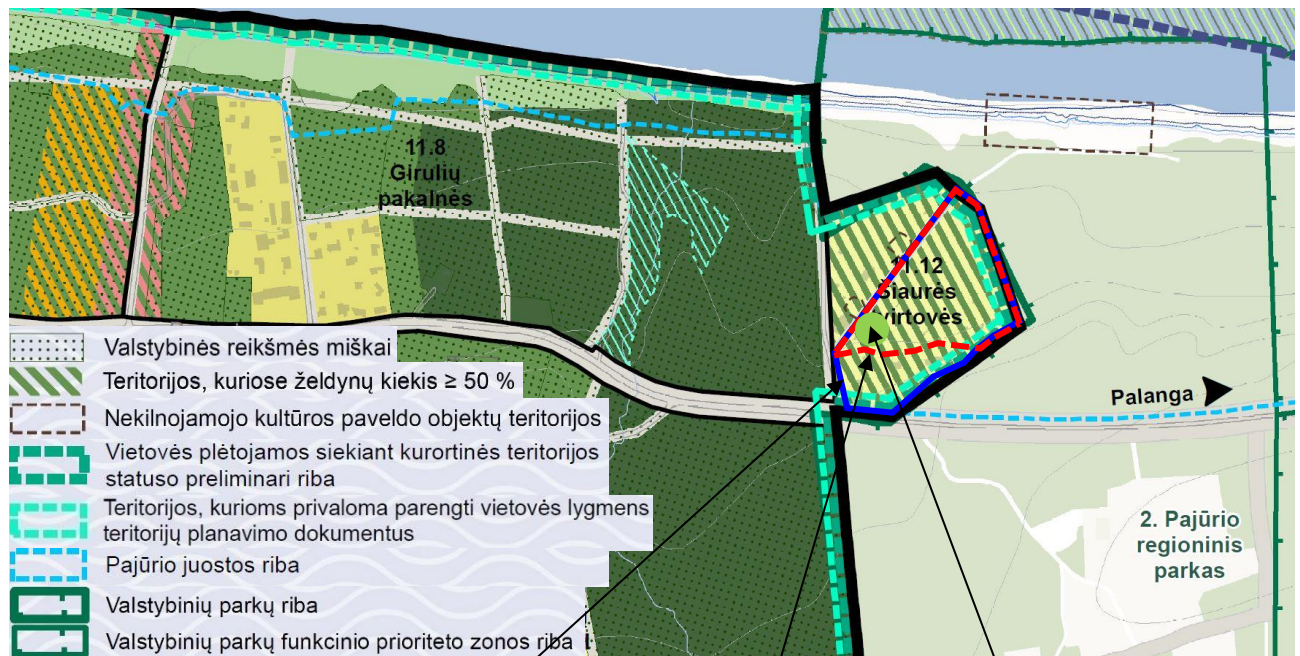 11.8
Girulių
pakalnės
11.12
Šiaurės
virtovės
Palanga
2. Pajūrio
regioninis
parkas
Valstybinės reikšmės miškai
Teritorijos, kuriose želdynų kiekis ≥ 50 %
Nekilnojamojo kultūros paveldo objektų teritorijos
Vietovės plėtojamos siekiant kurortinės teritorijos
statuso preliminari riba
Teritorijos, kurioms privaloma parengti vietovės lygmens
teritorijų planavimo dokumentus
Pajūrio juostos riba
Valstybinių parkų riba
Valstybinių parkų funkcinio prioriteto zonos riba